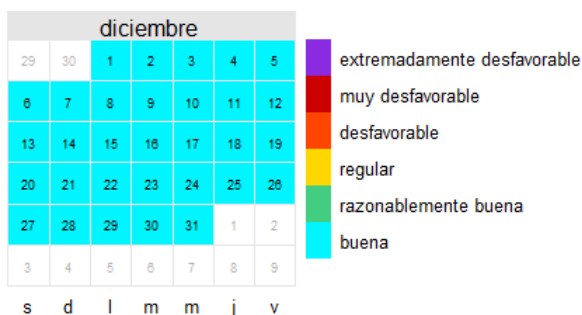 diciembre
29 30 1 2 3 4 5
6 7 8 9 10 11 12
13 14 15 16 17 18 19
20 21 22 23 24 25 26
27 28 29 30 31 1 2
3 4 5 6 7 8 9
s d l m m j v
extremadamente desfavorable
muy desfavorable
desfavorable
regular
razonablemente buena
buena